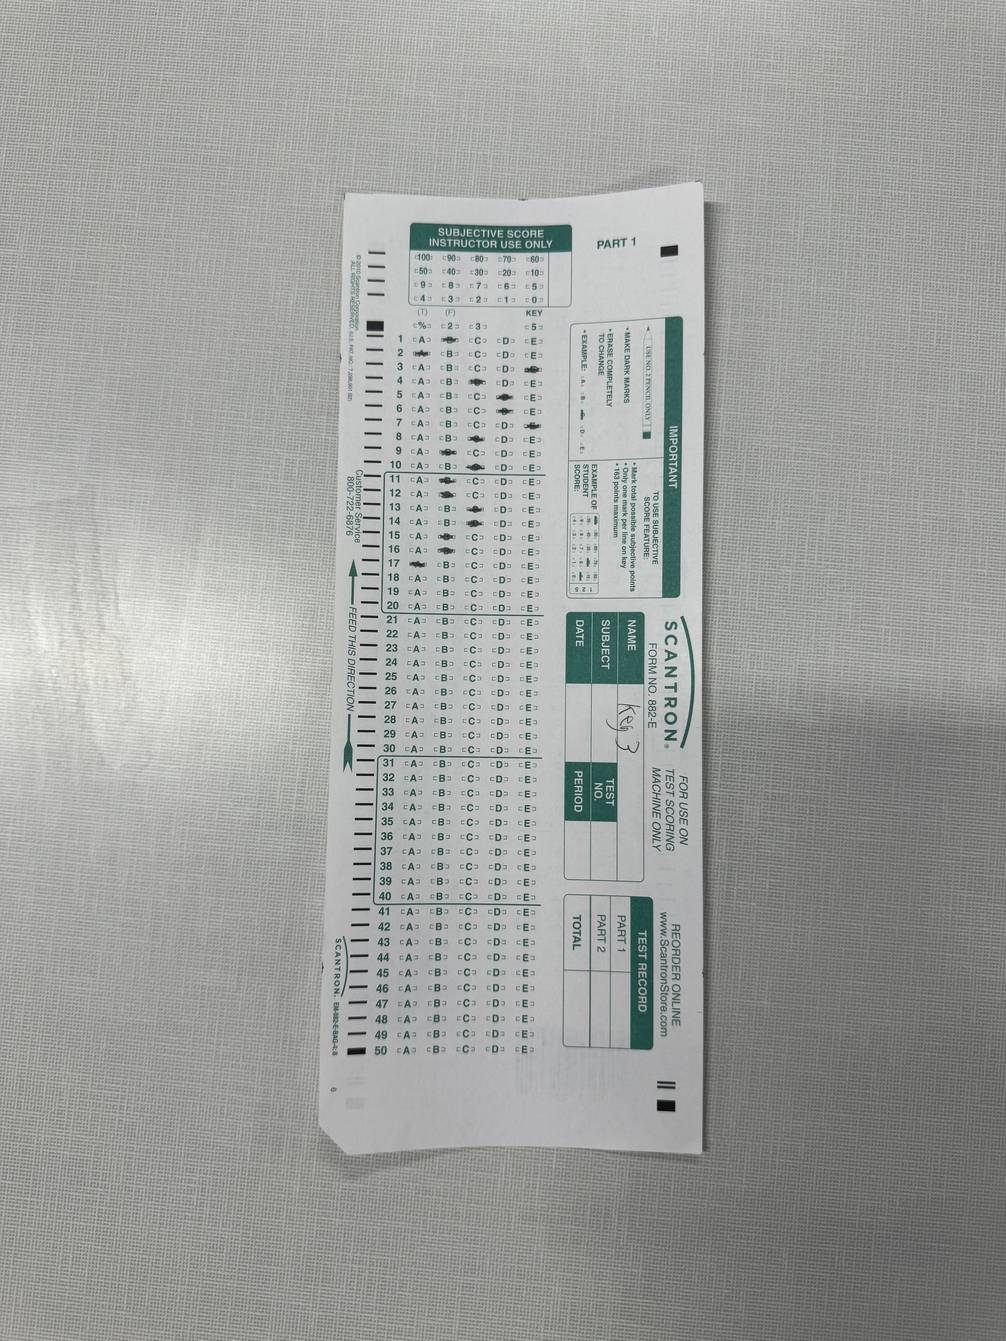 SUBJECTIVE SCORE
INSTRUCTOR USE ONLY
100 90 80 70 60
50 40 30 20 10
9 8 7 6 5
4 3 2 1 0
(T) (F) KEY
% 2 3 5
1 A C D E
2 B C D E
3 A B C D
4 A B D E
5 A B C E
6 A B C E
7 A B C D
8 A B D E
9 A C D E
10 A B D E
11 A C D E
12 A C D E
13 A B D E
14 A B D E
15 A C D E
16 A C D E
17 B C D E
18 A B C D E
19 A B C D E
20 A B C D E
21 A B C D E
22 A B C D E
23 A B C D E
24 A B C D E
25 A B C D E
26 A B C D E
27 A B C D E
28 A B C D E
29 A B C D E
30 A B C D E
31 A B C D E
32 A B C D E
33 A B C D E
34 A B C D E
35 A B C D E
36 A B C D E
37 A B C D E
38 A B C D E
39 A B C D E
40 A B C D E
41 A B C D E
42 A B C D E
43 A B C D E
44 A B C D E
45 A B C D E
46 A B C D E
47 A B C D E
48 A B C D E
49 A B C D E
50 A B C D E
PART 1
IMPORTANT
USE NO. 2 PENCIL ONLY
• MAKE DARK MARKS
• ERASE COMPLETELY
TO CHANGE
• EXAMPLE: A B D E
TO USE SUBJECTIVE
SCORE FEATURE:
• Mark total possible subjective points
• Only one mark per line on key
• 163 points maximum
EXAMPLE OF
STUDENT
SCORE:
SCANTRON®
FORM NO. 882-E
FOR USE ON
TEST SCORING
MACHINE ONLY
NAME Key 3
SUBJECT
TEST
NO.
DATE
PERIOD
REORDER ONLINE
www.ScantronStore.com
TEST RECORD
PART 1
PART 2
TOTAL
© 2010 Scantron Corporation
ALL RIGHTS RESERVED.
Customer Service
800-722-6876
FEED THIS DIRECTION
SCANTRON.
6